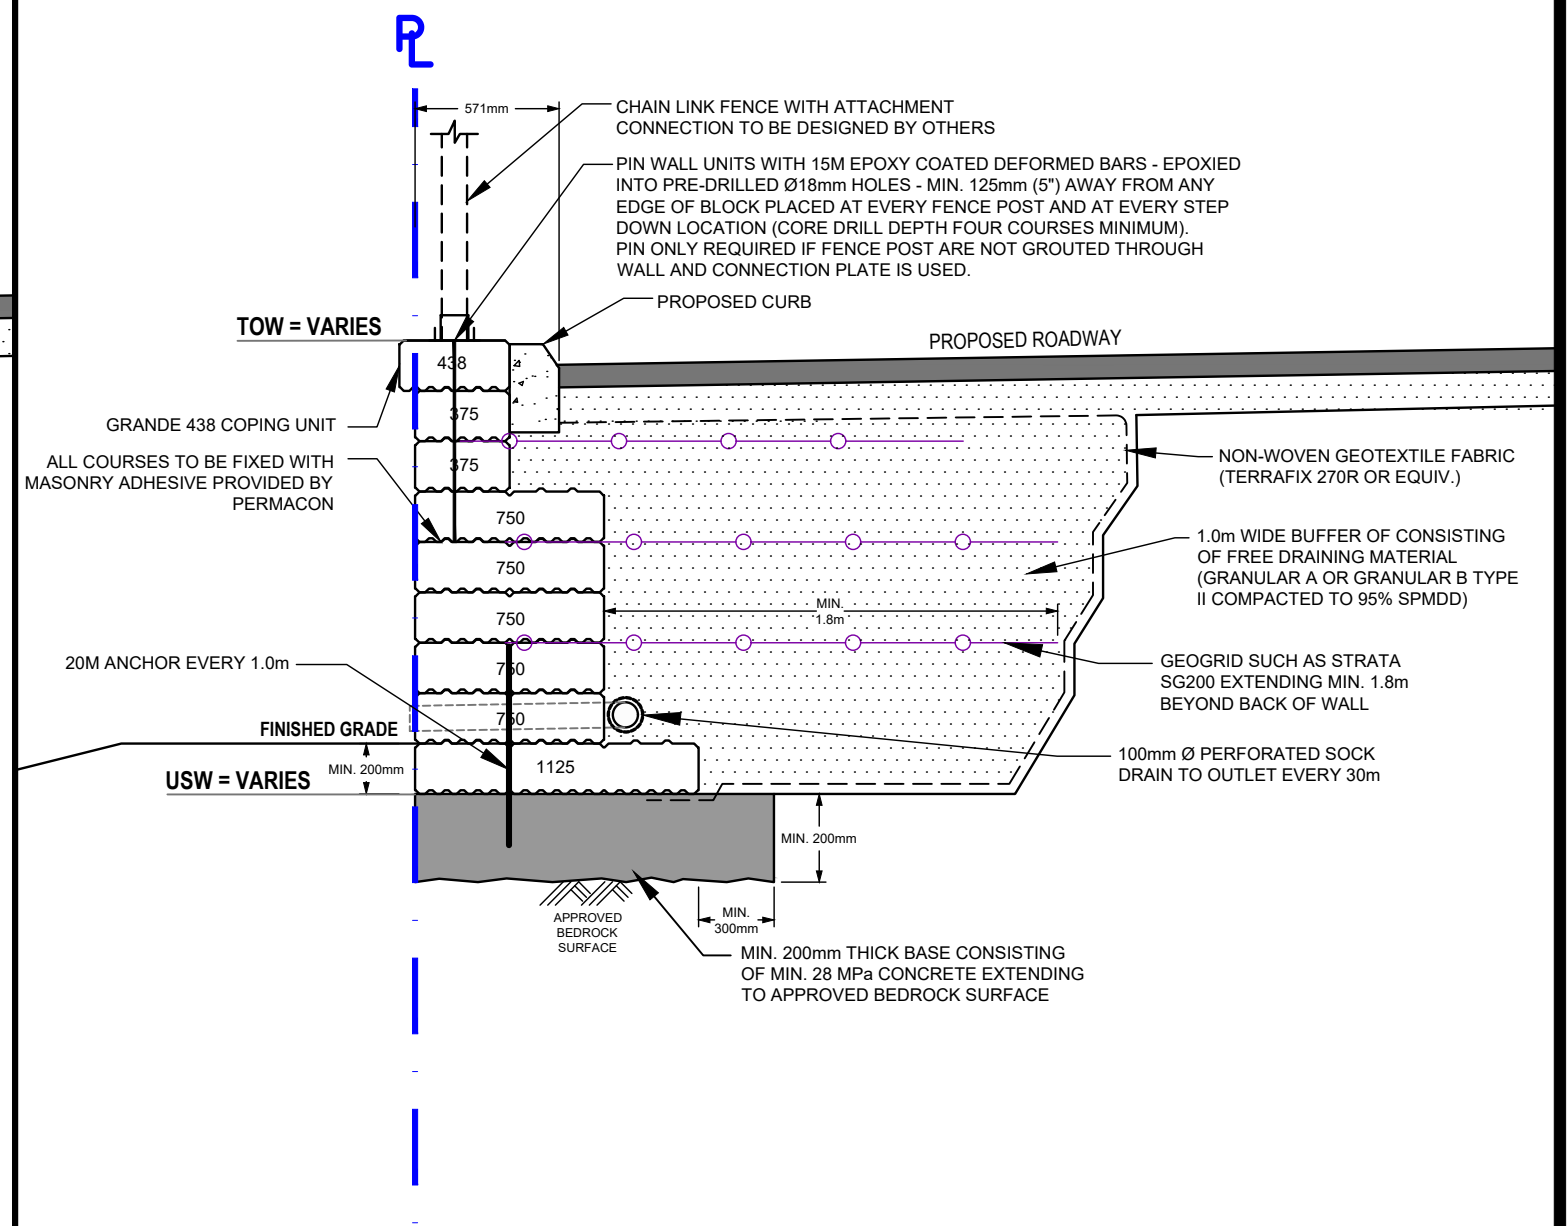 PL
571mm
CHAIN LINK FENCE WITH ATTACHMENT
CONNECTION TO BE DESIGNED BY OTHERS
PIN WALL UNITS WITH 15M EPOXY COATED DEFORMED BARS - EPOXIED
INTO PRE-DRILLED Ø18mm HOLES - MIN. 125mm (5") AWAY FROM ANY
EDGE OF BLOCK PLACED AT EVERY FENCE POST AND AT EVERY STEP
DOWN LOCATION (CORE DRILL DEPTH FOUR COURSES MINIMUM).
PIN ONLY REQUIRED IF FENCE POST ARE NOT GROUTED THROUGH
WALL AND CONNECTION PLATE IS USED.
PROPOSED CURB
TOW = VARIES
PROPOSED ROADWAY
438
375
GRANDE 438 COPING UNIT
375
ALL COURSES TO BE FIXED WITH
MASONRY ADHESIVE PROVIDED BY
PERMACON
NON-WOVEN GEOTEXTILE FABRIC
(TERRAFIX 270R OR EQUIV.)
750
1.0m WIDE BUFFER OF CONSISTING
OF FREE DRAINING MATERIAL
(GRANULAR A OR GRANULAR B TYPE
II COMPACTED TO 95% SPMDD)
750
MIN.
1.8m
750
20M ANCHOR EVERY 1.0m
750
GEOGRID SUCH AS STRATA
SG200 EXTENDING MIN. 1.8m
BEYOND BACK OF WALL
750
FINISHED GRADE
100mm Ø PERFORATED SOCK
DRAIN TO OUTLET EVERY 30m
MIN. 200mm
1125
USW = VARIES
MIN. 200mm
APPROVED
BEDROCK
SURFACE
MIN.
300mm
MIN. 200mm THICK BASE CONSISTING
OF MIN. 28 MPa CONCRETE EXTENDING
TO APPROVED BEDROCK SURFACE